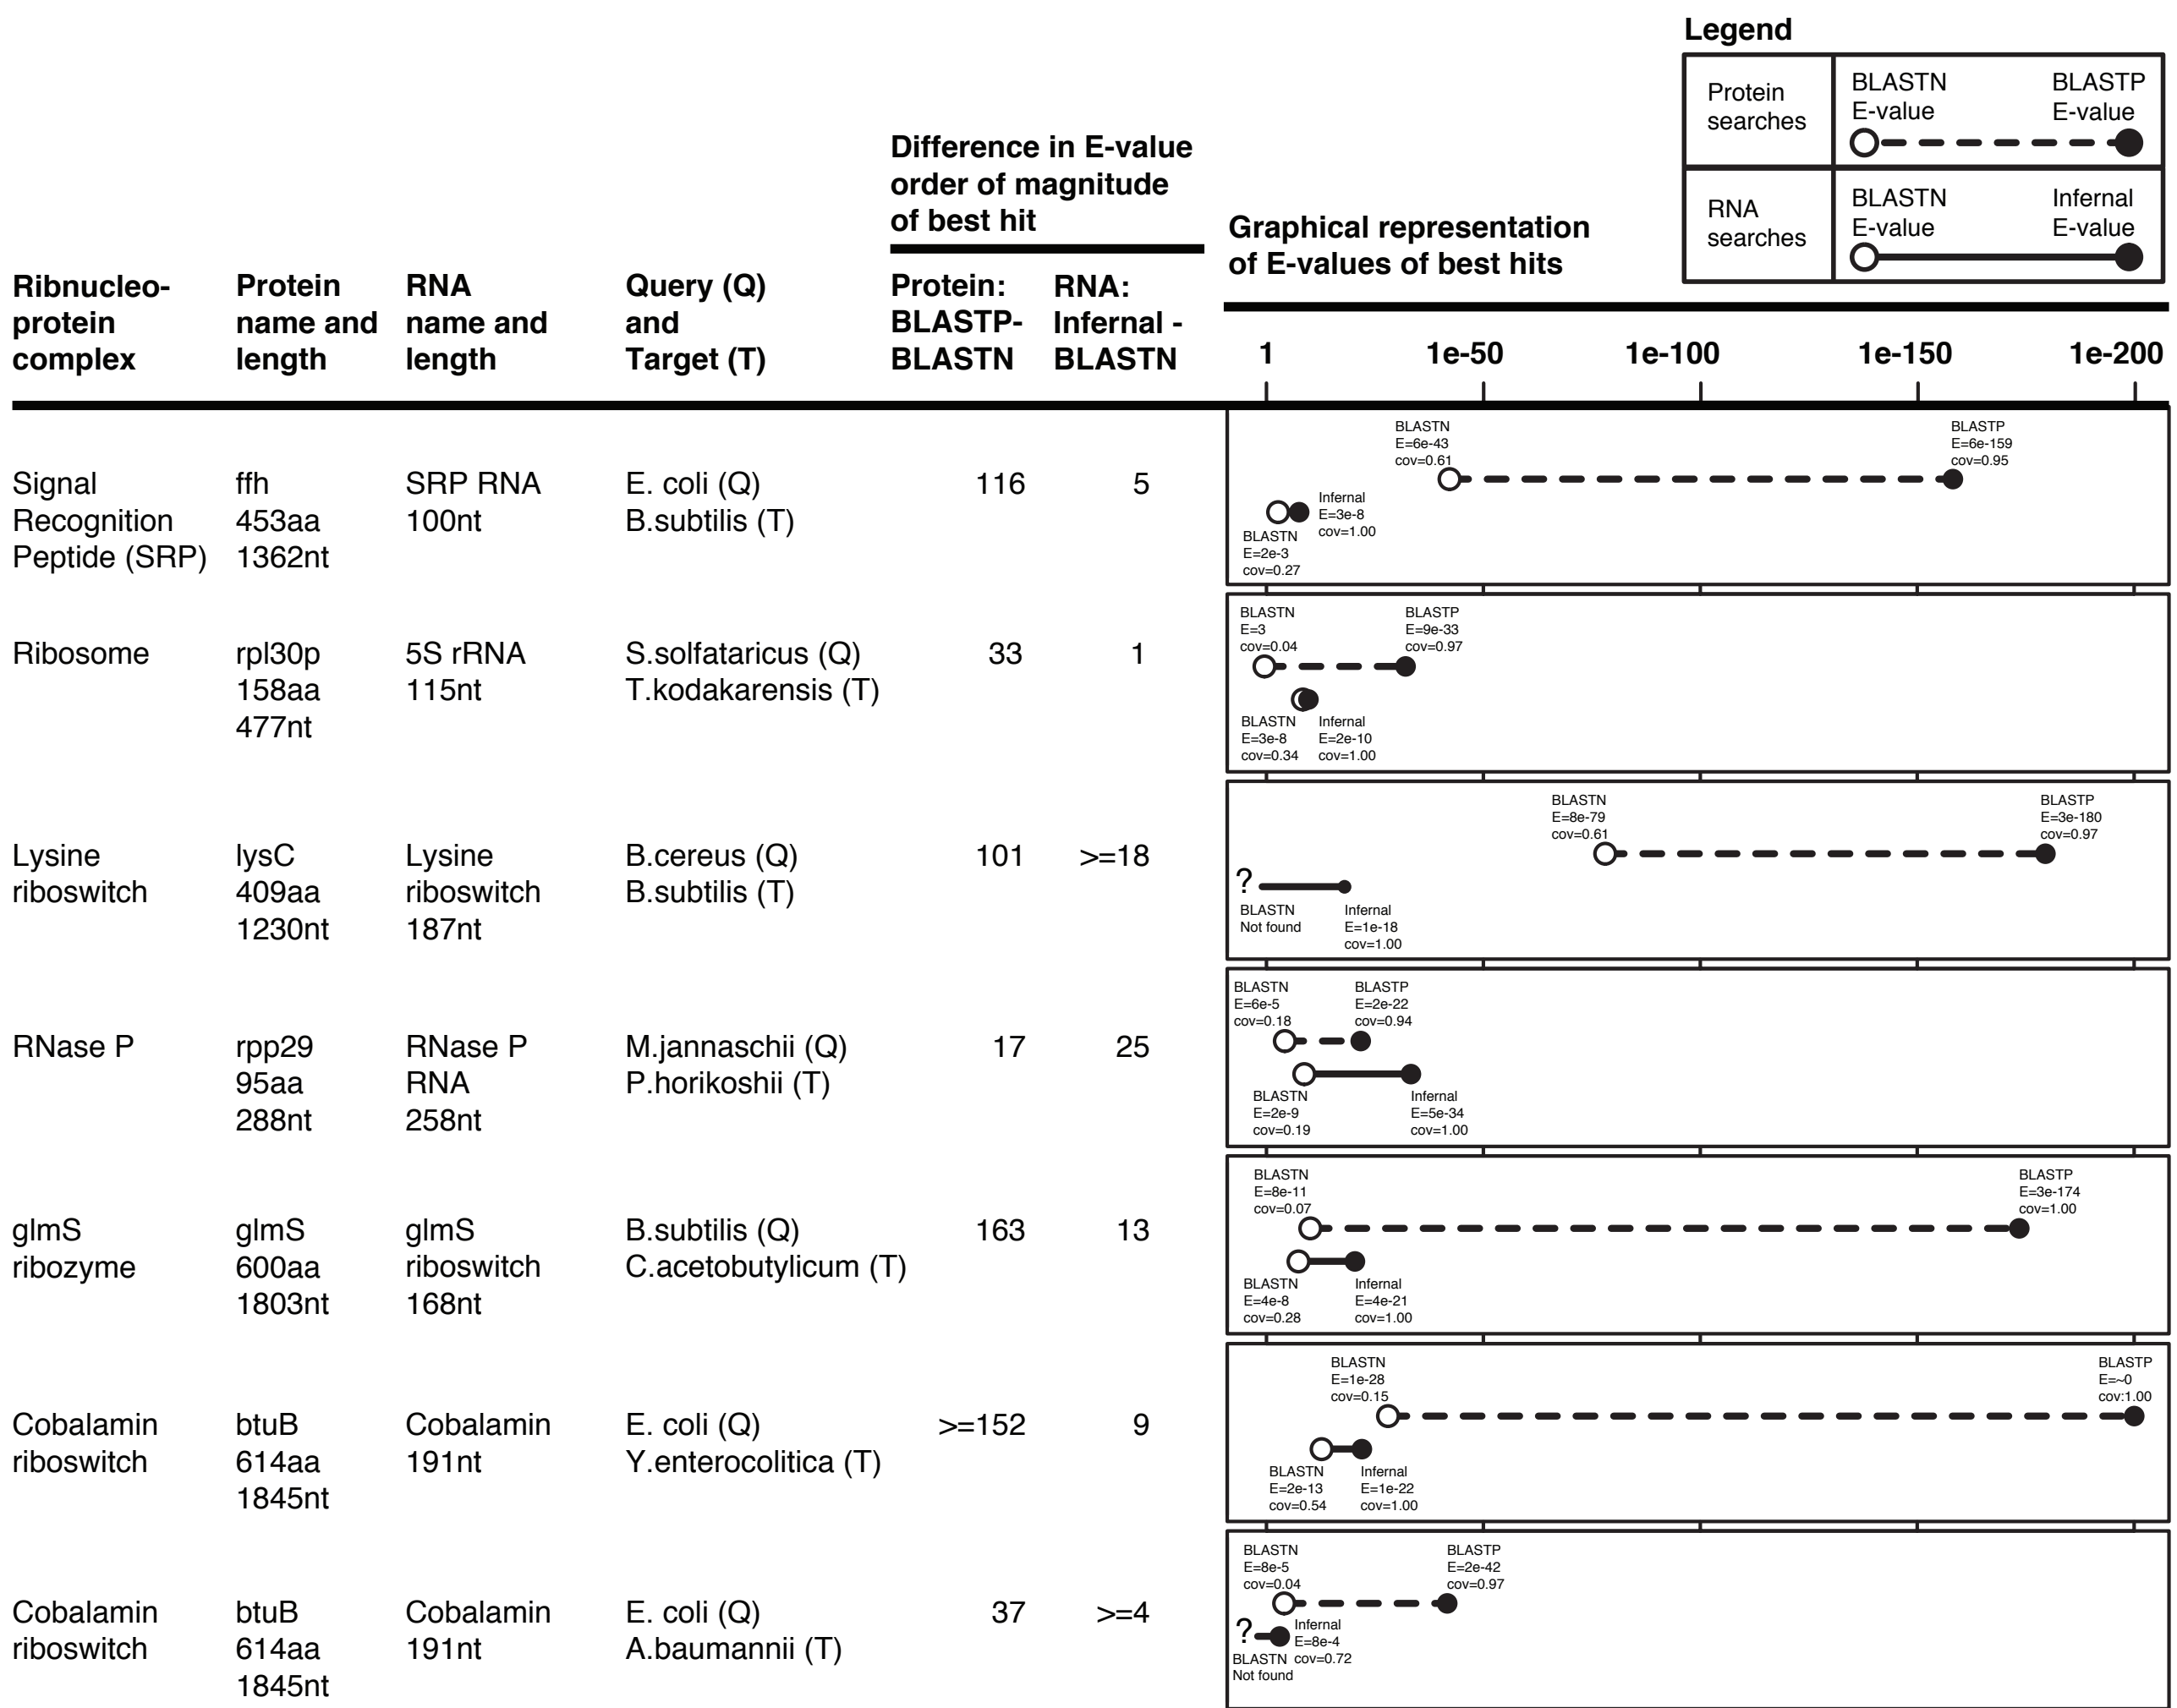 Legend
Protein
searches
BLASTN
E-value
BLASTP
E-value
RNA
searches
BLASTN
E-value
Infernal
E-value
Difference in E-value
order of magnitude
of best hit
Graphical representation
of E-values of best hits
Ribnucleo-
protein
complex
Protein
name and
length
RNA
name and
length
Query (Q)
and
Target (T)
Protein:
BLASTP-
BLASTN
RNA:
Infernal -
BLASTN
1 1e-50 1e-100 1e-150 1e-200
Signal
Recognition
Peptide (SRP)
ffh
453aa
1362nt
SRP RNA
100nt
E. coli (Q)
B.subtilis (T)
116
5
BLASTN
E=6e-43
cov=0.61
BLASTP
E=6e-159
cov=0.95
Infernal
E=3e-8
cov=1.00
BLASTN
E=2e-3
cov=0.27
Ribosome
rpl30p
158aa
477nt
5S rRNA
115nt
S.solfataricus (Q)
T.kodakarensis (T)
33
1
BLASTN
E=3
cov=0.04
BLASTP
E=9e-33
cov=0.97
BLASTN
E=3e-8
cov=0.34
Infernal
E=2e-10
cov=1.00
Lysine
riboswitch
lysC
409aa
1230nt
Lysine
riboswitch
187nt
B.cereus (Q)
B.subtilis (T)
101
>=18
BLASTN
E=8e-79
cov=0.61
BLASTP
E=3e-180
cov=0.97
?
BLASTN
Not found
Infernal
E=1e-18
cov=1.00
RNase P
rpp29
95aa
288nt
RNase P
RNA
258nt
M.jannaschii (Q)
P.horikoshii (T)
17
25
BLASTN
E=6e-5
cov=0.18
BLASTP
E=2e-22
cov=0.94
BLASTN
E=2e-9
cov=0.19
Infernal
E=5e-34
cov=1.00
glmS
ribozyme
glmS
600aa
1803nt
glmS
riboswitch
168nt
B.subtilis (Q)
C.acetobutylicum (T)
163
13
BLASTN
E=8e-11
cov=0.07
BLASTP
E=3e-174
cov=1.00
BLASTN
E=4e-8
cov=0.28
Infernal
E=4e-21
cov=1.00
Cobalamin
riboswitch
btuB
614aa
1845nt
Cobalamin
191nt
E. coli (Q)
Y.enterocolitica (T)
>=152
9
BLASTN
E=1e-28
cov=0.15
BLASTP
E=~0
cov:1.00
BLASTN
E=2e-13
cov=0.54
Infernal
E=1e-22
cov=1.00
Cobalamin
riboswitch
btuB
614aa
1845nt
Cobalamin
191nt
E. coli (Q)
A.baumannii (T)
37
>=4
BLASTN
E=8e-5
cov=0.04
BLASTP
E=2e-42
cov=0.97
?
Infernal
E=8e-4
cov=0.72
BLASTN
Not found